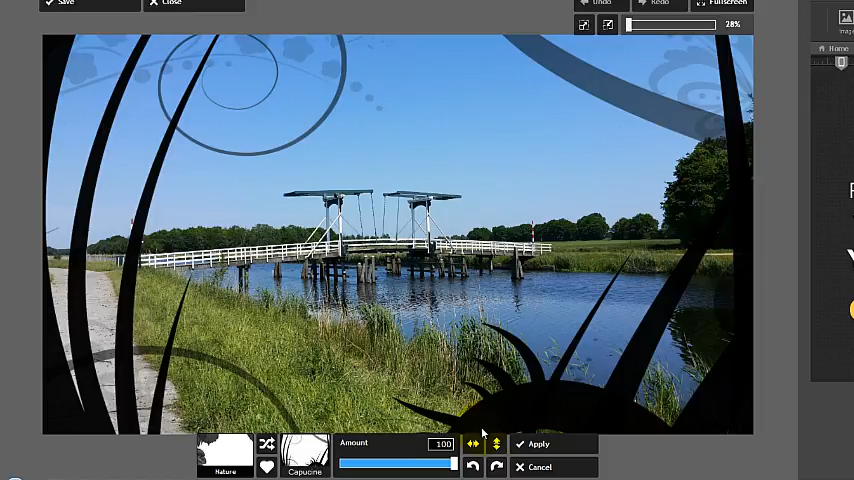 Save Close Undo Redo Fullscreen
28%
Home
Nature
Capucine
Amount 100
Apply
Cancel